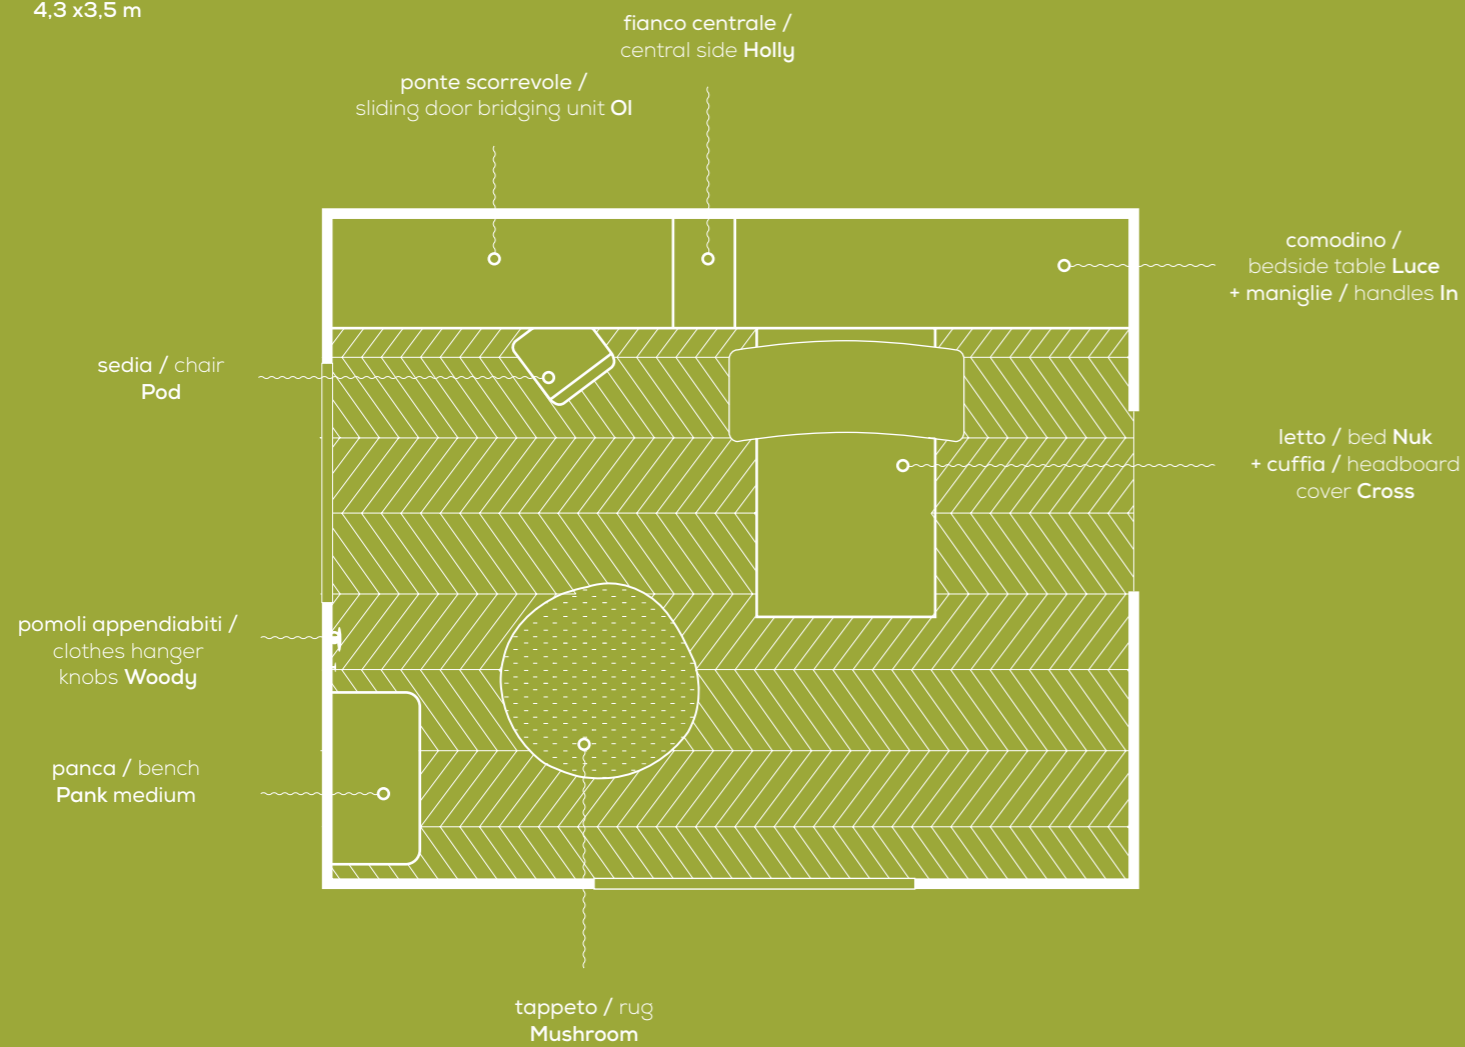 4,3 x3,5 m
fianco centrale /
central side Holly
ponte scorrevole /
sliding door bridging unit Ol
comodino /
bedside table Luce
+ maniglie / handles In
sedia / chair
Pod
letto / bed Nuk
+ cuffia / headboard
cover Cross
pomoli appendiabiti /
clothes hanger
knobs Woody
panca / bench
Pank medium
tappeto / rug
Mushroom